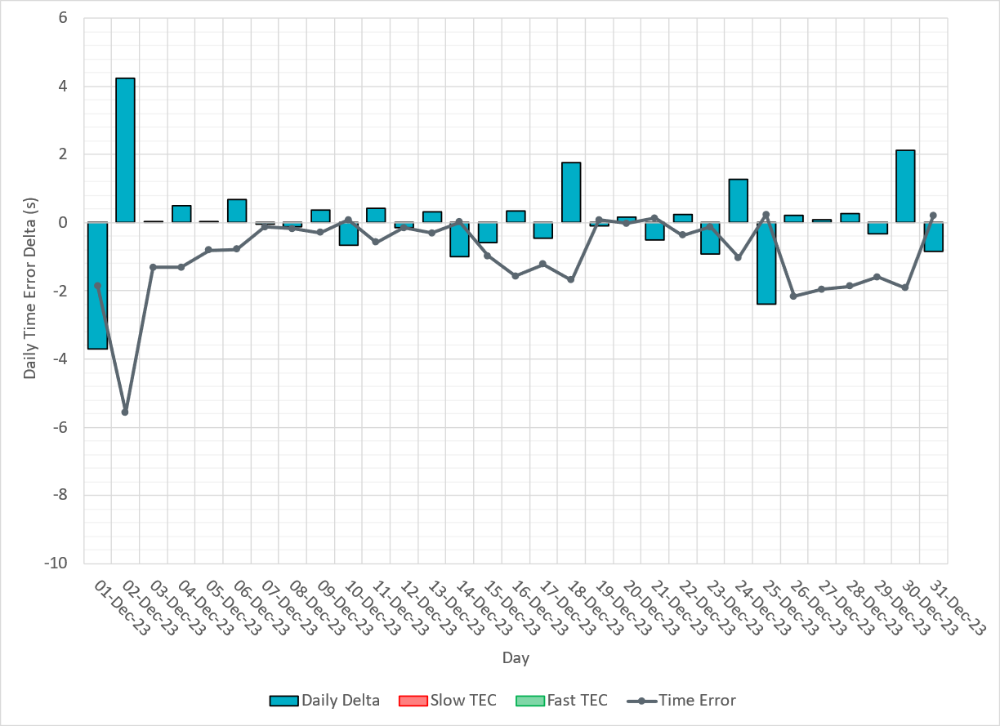 6
4
2
0
-2
-4
-6
-8
-10
Daily Time Error Delta (s)
01-Dec-23
02-Dec-23
03-Dec-23
04-Dec-23
05-Dec-23
06-Dec-23
07-Dec-23
08-Dec-23
09-Dec-23
10-Dec-23
11-Dec-23
12-Dec-23
13-Dec-23
14-Dec-23
15-Dec-23
16-Dec-23
17-Dec-23
18-Dec-23
19-Dec-23
20-Dec-23
21-Dec-23
22-Dec-23
23-Dec-23
24-Dec-23
25-Dec-23
26-Dec-23
27-Dec-23
28-Dec-23
29-Dec-23
30-Dec-23
31-Dec-23
Day
Daily Delta Slow TEC Fast TEC Time Error